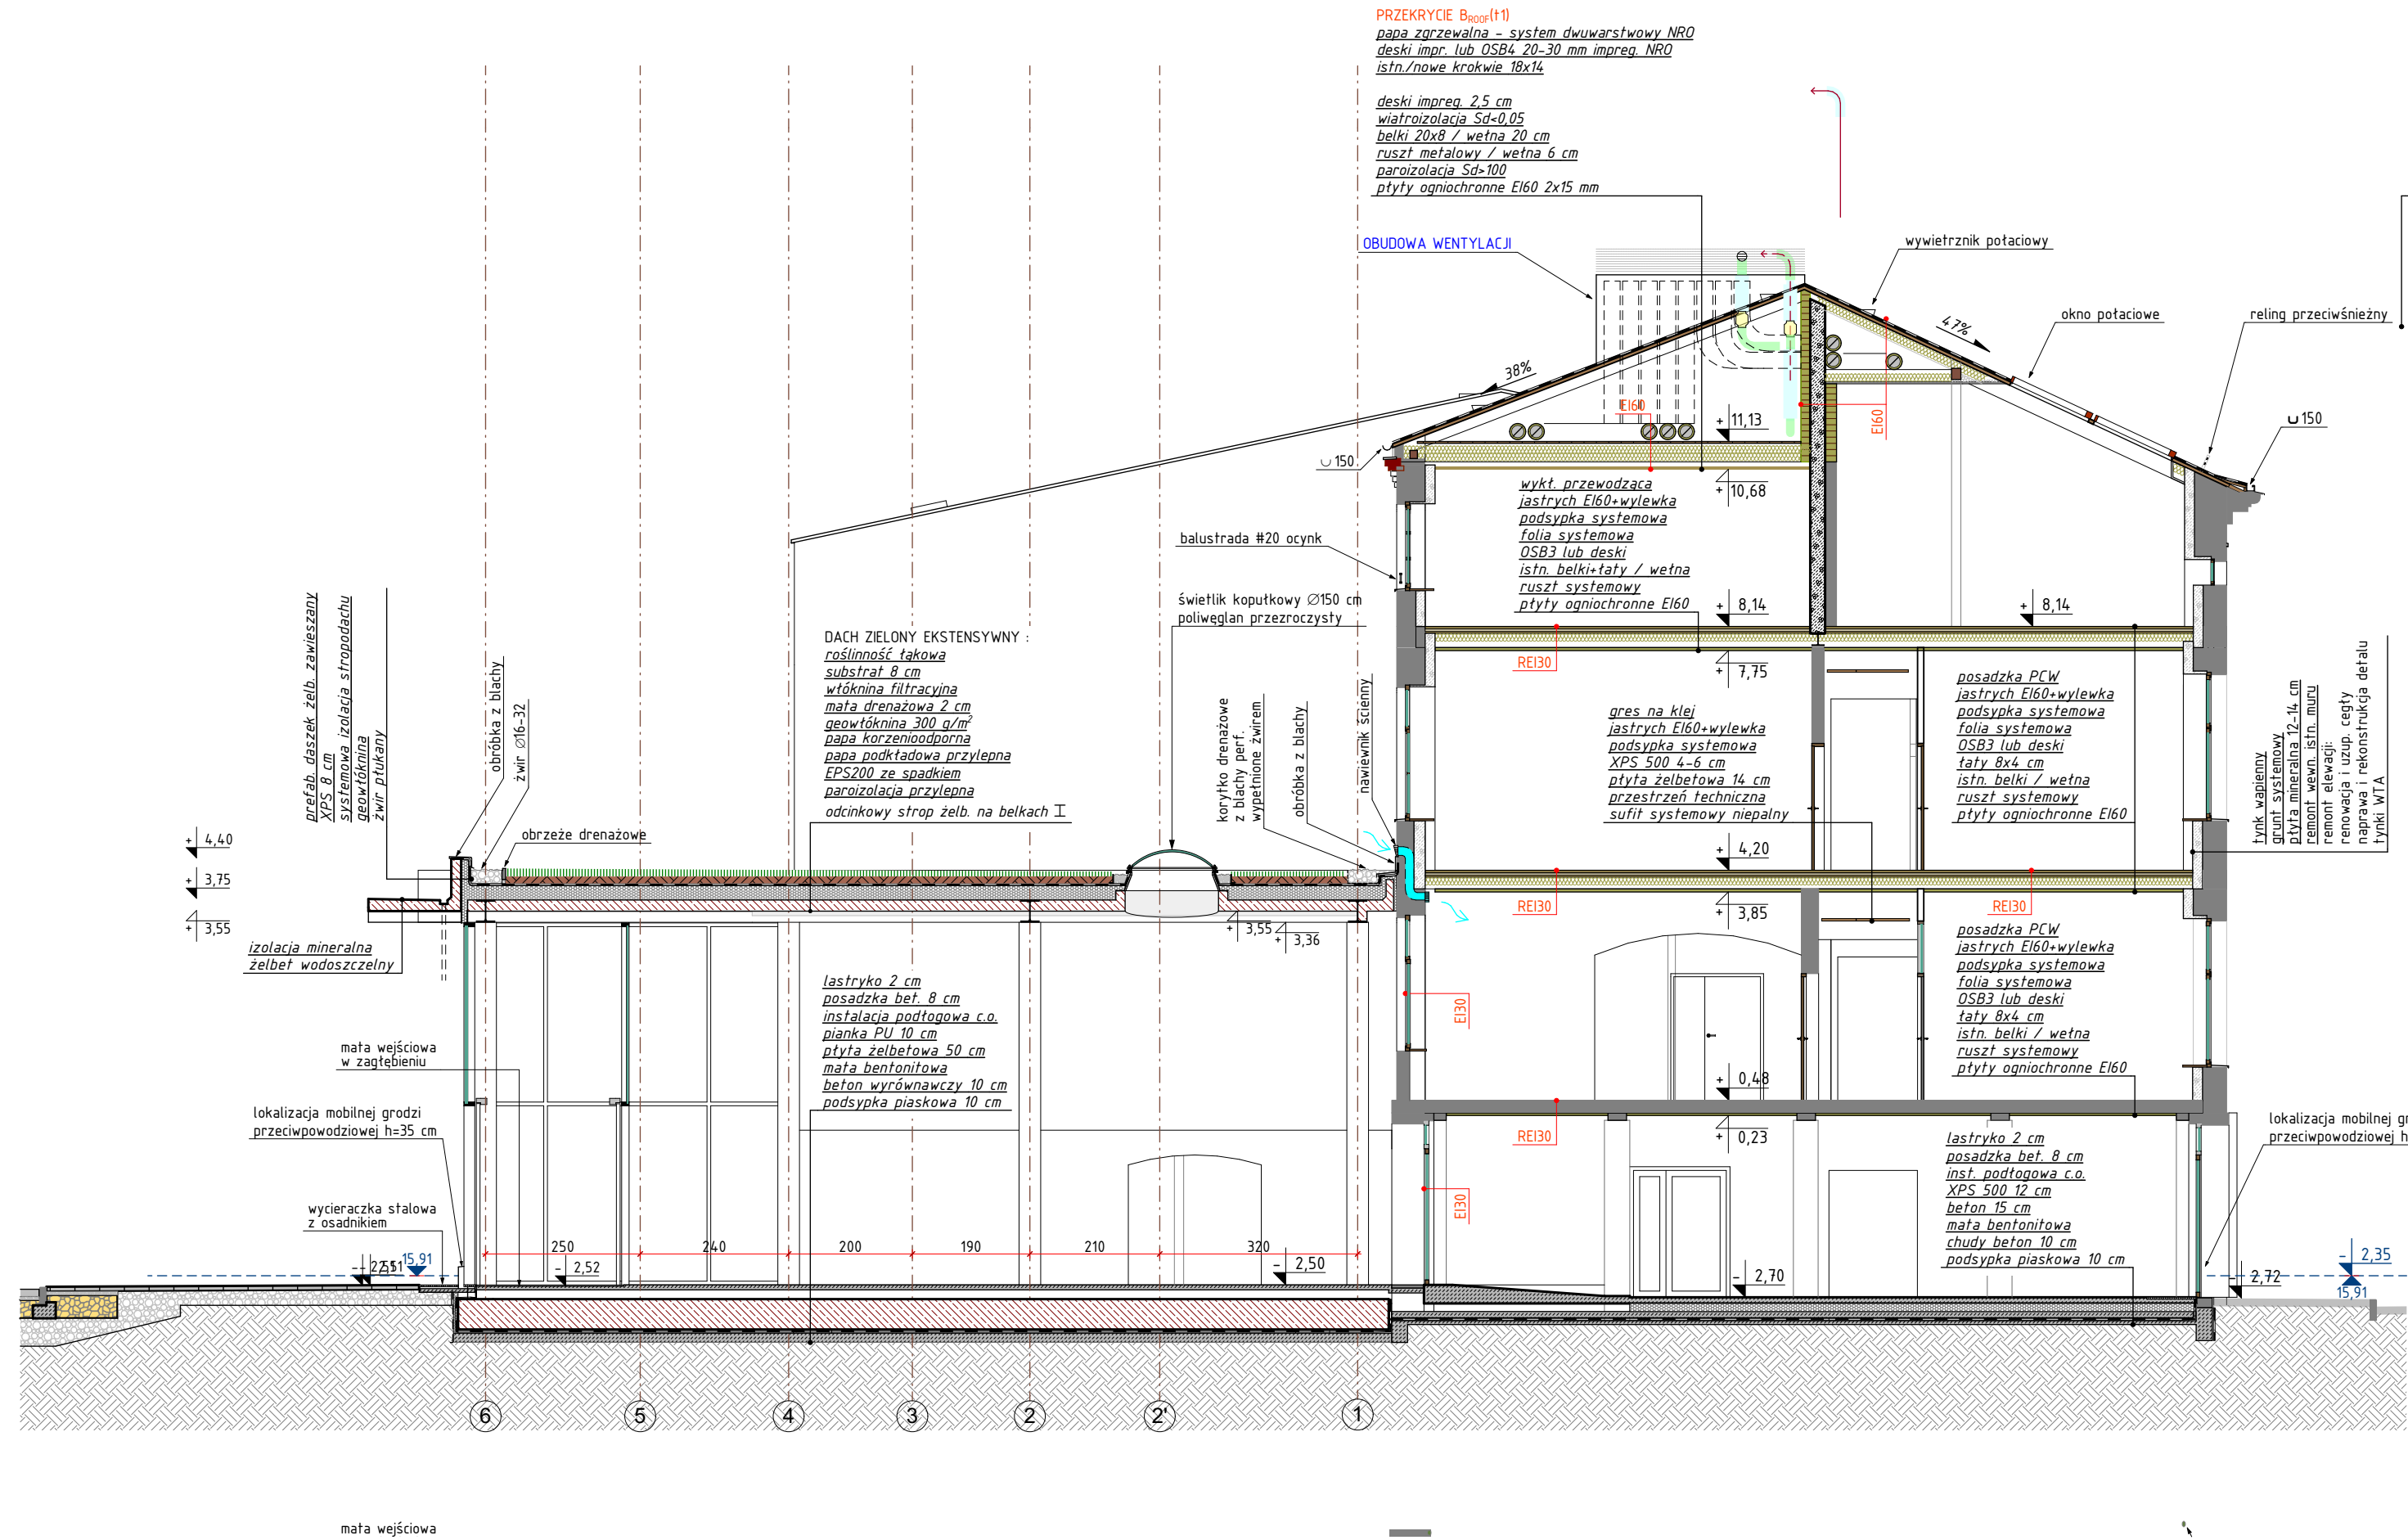 PRZEKRYCIE BROOF(t1)
papa zgrzewalna - system dwuwarstwowy NRO
deski impr. lub OSB4 20-30 mm impreg. NRO
istn./nowe krokwie 18x14
deski impreg. 2,5 cm
wiatroizolacja Sd<0,05
belki 20x8 / wełna 20 cm
ruszt metalowy / wełna 6 cm
paroizolacja Sd>100
płyty ogniochronne EI60 2x15 mm
OBUDOWA WENTYLACJI
wywietrznik połaciowy
47%
okno połaciowe
reling przeciwśnieżny
38%
EI60
+ 11,13
EI60
∪ 150
∪ 150
+ 10,68
wykł. przewodząca
jastrych EI60+wylewka
podsypka systemowa
folia systemowa
OSB3 lub deski
istn. belki+łaty / wełna
ruszt systemowy
płyty ogniochronne EI60
balustrada #20 ocynk
świetlik kopułkowy ∅150 cm
poliwęglan przezroczysty
+ 8,14
+ 8,14
REI30
+ 7,75
prefab. daszek żelb. zawieszany
XPS 8 cm
systemowa izolacja stropodachu
geowłóknina
żwir płukany
obróbka z blachy
żwir ∅16-32
DACH ZIELONY EKSTENSYWNY :
roślinność łąkowa
substrat 8 cm
włóknina filtracyjna
mata drenażowa 2 cm
geowłóknina 300 g/m²
papa korzenioodporna
papa podkładowa przylepna
EPS200 ze spadkiem
paroizolacja przylepna
odcinkowy strop żelb. na belkach I
korytko drenażowe
z blachy perf.
wypełnione żwirem
obróbka z blachy
nawiewnik ścienny
gres na klej
jastrych EI60+wylewka
podsypka systemowa
XPS 500 4-6 cm
płyta żelbetowa 14 cm
przestrzeń techniczna
sufit systemowy niepalny
posadzka PCW
jastrych EI60+wylewka
podsypka systemowa
folia systemowa
OSB3 lub deski
łaty 8x4 cm
istn. belki / wełna
ruszt systemowy
płyty ogniochronne EI60
tynk wapienny
grunt systemowy
płyta mineralna 12-14 cm
remont wewn. istn. muru
remont elewacji:
renowacja i uzup. cegły
naprawa i rekonstrukcja detalu
tynki WTA
obrzeże drenażowe
+ 4,40
+ 3,75
+ 3,55
+ 4,20
REI30
REI30
+ 3,85
+ 3,55
+ 3,36
izolacja mineralna
żelbet wodoszczelny
lastryko 2 cm
posadzka bet. 8 cm
instalacja podłogowa c.o.
pianka PU 10 cm
płyta żelbetowa 50 cm
mata bentonitowa
beton wyrównawczy 10 cm
podsypka piaskowa 10 cm
posadzka PCW
jastrych EI60+wylewka
podsypka systemowa
folia systemowa
OSB3 lub deski
łaty 8x4 cm
istn. belki / wełna
ruszt systemowy
płyty ogniochronne EI60
EI30
mata wejściowa
w zagłębieniu
+ 0,48
lokalizacja mobilnej grodzi
przeciwpowodziowej h=35 cm
REI30
+ 0,23
lastryko 2 cm
posadzka bet. 8 cm
inst. podłogowa c.o.
XPS 500 12 cm
beton 15 cm
mata bentonitowa
chudy beton 10 cm
podsypka piaskowa 10 cm
lokalizacja mobilnej
przeciwpowodziowej
EI30
wycieraczka stalowa
z osadnikiem
250
240
200
190
210
320
15,91
- 2,52
- 2,50
- 2,70
- 2,72
- 2,35
15,91
6
5
4
3
2
2'
1
mata wejściowa